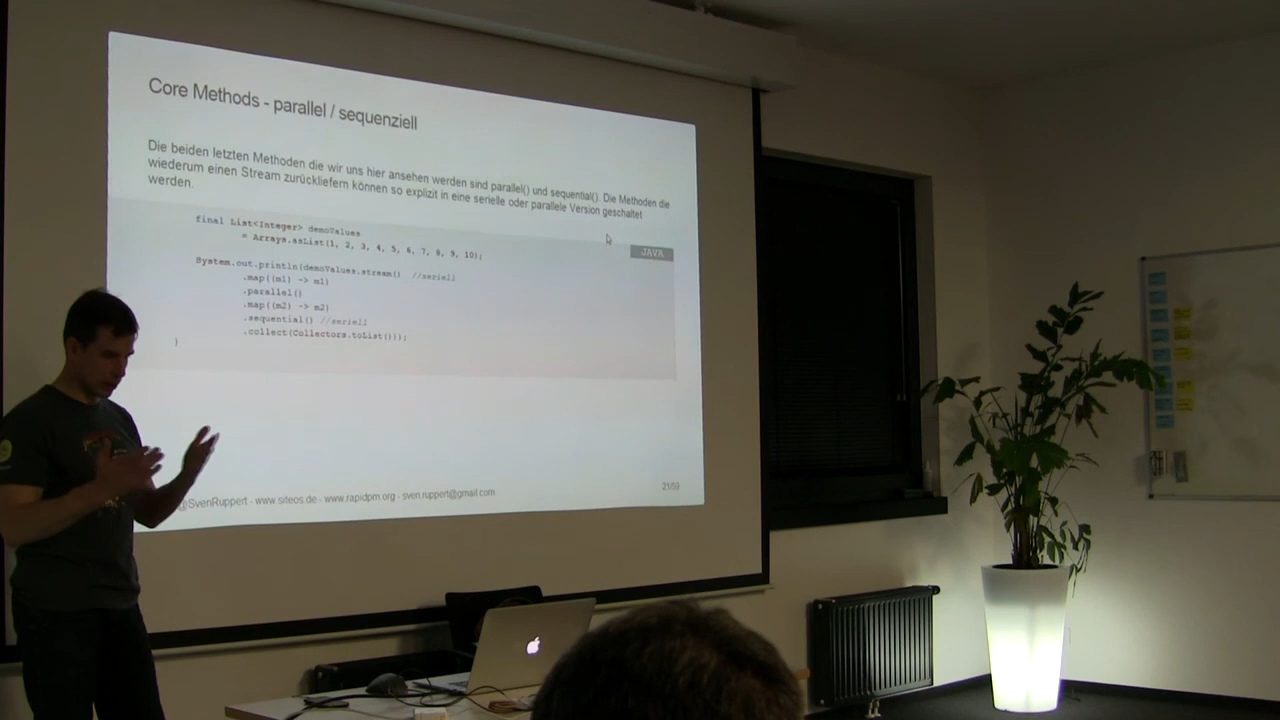 Core Methods - parallel / sequenziell
Die beiden letzten Methoden die wir uns hier ansehen werden sind parallel() und sequential(). Die Methoden die
wiederum einen Stream zurückliefern können so explizit in eine serielle oder parallele Version geschaltet
werden.
JAVA
final List<Integer> demoValues
= Arrays.asList(1, 2, 3, 4, 5, 6, 7, 8, 9, 10);
System.out.println(demoValues.stream() //seriell
.map((m1) -> m1)
.parallel()
.map((m2) -> m2)
.sequential() //seriell
.collect(Collectors.toList()));
}
@SvenRuppert - www.siteos.de - www.rapidpm.org - sven.ruppert@gmail.com
21/59